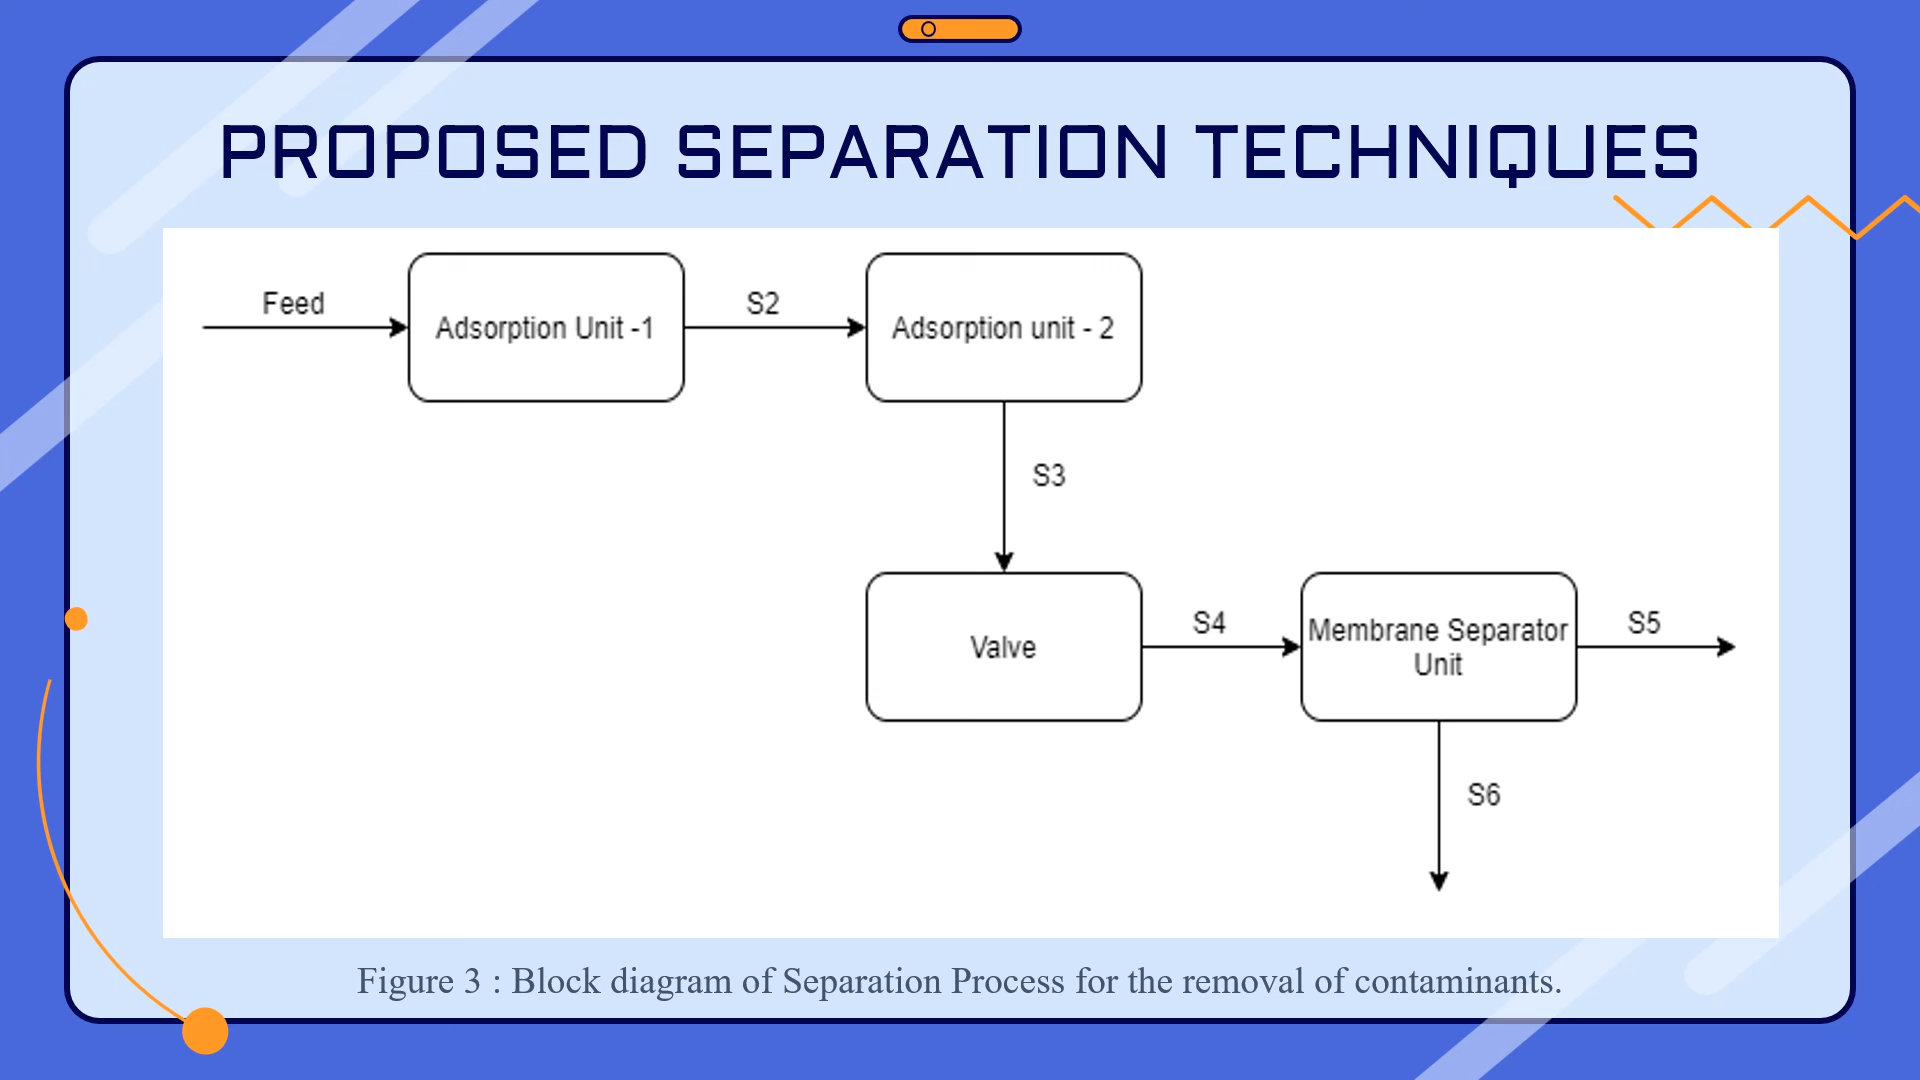 PROPOSED SEPARATION TECHNIQUES
Feed
Adsorption Unit -1
S2
Adsorption unit - 2
S3
Valve
S4
Membrane Separator
Unit
S5
S6
Figure 3 : Block diagram of Separation Process for the removal of contaminants.